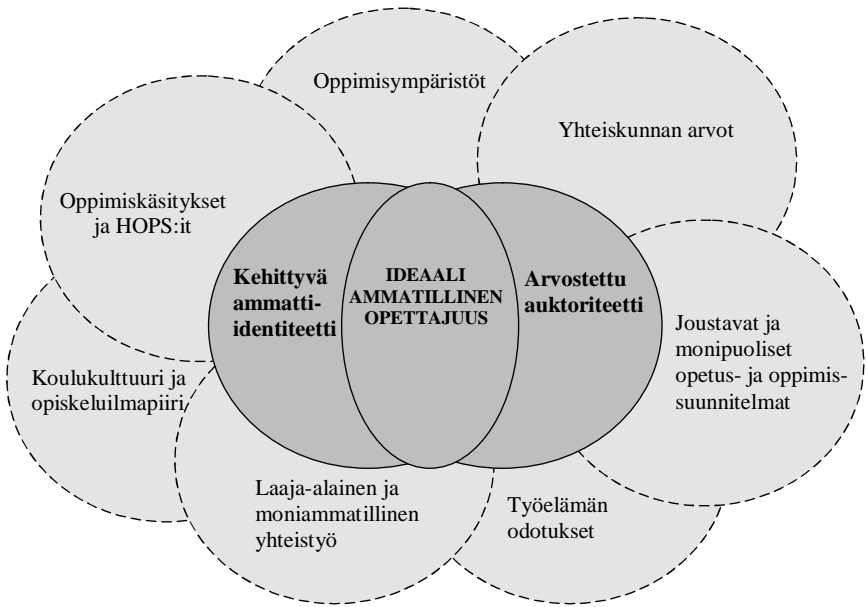 Oppimisympäristöt
Yhteiskunnan arvot
Oppimiskäsitykset
ja HOPS:it
Kehittyvä
ammatti-
identiteetti
IDEAALI
AMMATILLINEN
OPETTAJUUS
Arvostettu
auktoriteetti
Joustavat ja
monipuoliset
opetus- ja oppimis-
suunnitelmat
Koulukulttuuri ja
opiskeluilmapiiri
Laaja-alainen ja
moniammatillinen
yhteistyö
Työelämän
odotukset